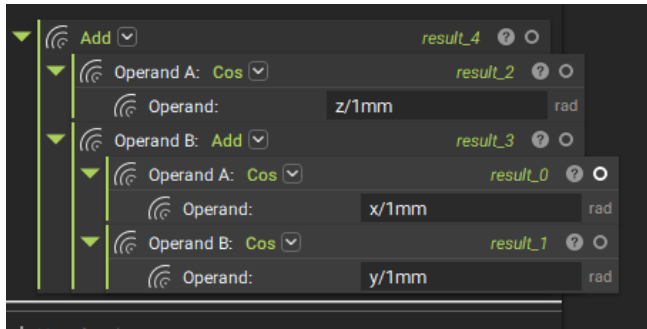 Add result_4 ?
Operand A: Cos result_2 ?
Operand: z/1mm rad
Operand B: Add result_3 ?
Operand A: Cos result_0 ?
Operand: x/1mm rad
Operand B: Cos result_1 ?
Operand: y/1mm rad